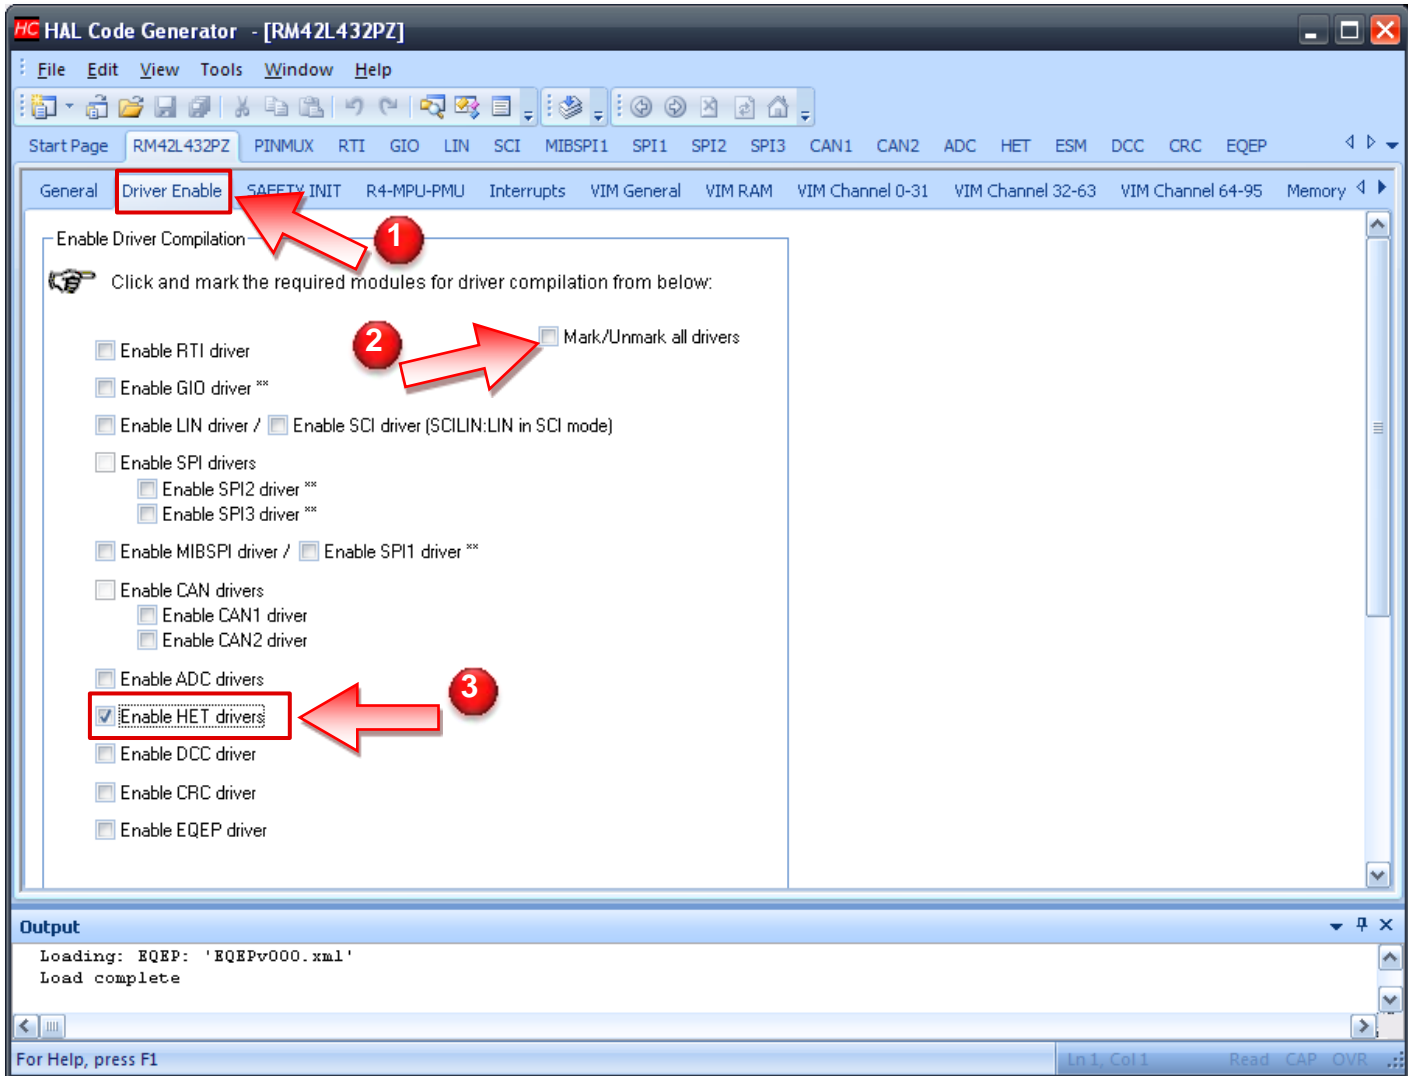 HC HAL Code Generator - [RM42L432PZ]
File Edit View Tools Window Help
Start Page RM42L432PZ PINMUX RTI GIO LIN SCI MIBSPI1 SPI1 SPI2 SPI3 CAN1 CAN2 ADC HET ESM DCC CRC EQEP
General Driver Enable SAFETY INIT R4-MPU-PMU Interrupts VIM General VIM RAM VIM Channel 0-31 VIM Channel 32-63 VIM Channel 64-95 Memory
Enable Driver Compilation
1
Click and mark the required modules for driver compilation from below:
2
Mark/Unmark all drivers
Enable RTI driver
Enable GIO driver **
Enable LIN driver / Enable SCI driver (SCILIN:LIN in SCI mode)
Enable SPI drivers
Enable SPI2 driver **
Enable SPI3 driver **
Enable MIBSPI driver / Enable SPI1 driver **
Enable CAN drivers
Enable CAN1 driver
Enable CAN2 driver
Enable ADC drivers
3
Enable HET drivers
Enable DCC driver
Enable CRC driver
Enable EQEP driver
Output
Loading: EQEP: 'EQEPv000.xml'
Load complete
For Help, press F1
Ln 1, Col 1 Read CAP OVR